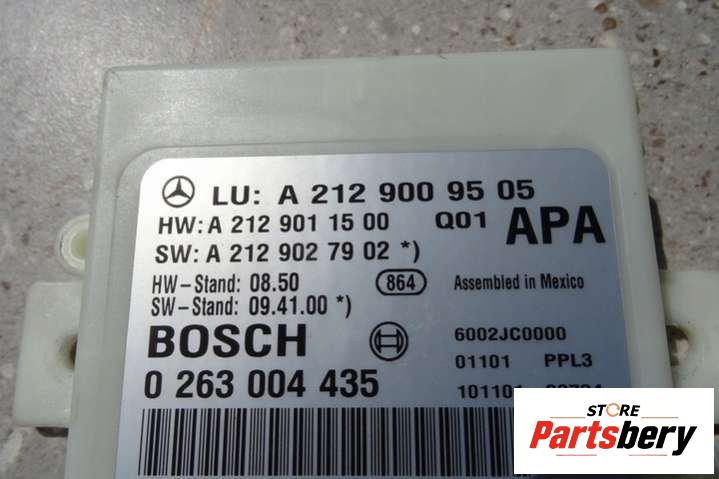 LU: A 212 900 95 05
HW: A 212 901 15 00 Q01 APA
SW: A 212 902 79 02 *)
HW-Stand: 08.50 864 Assembled in Mexico
SW-Stand: 09.41.00 *)
BOSCH 6002JC0000
01101 PPL3
0 263 004 435 101101
STORE
Partsbery